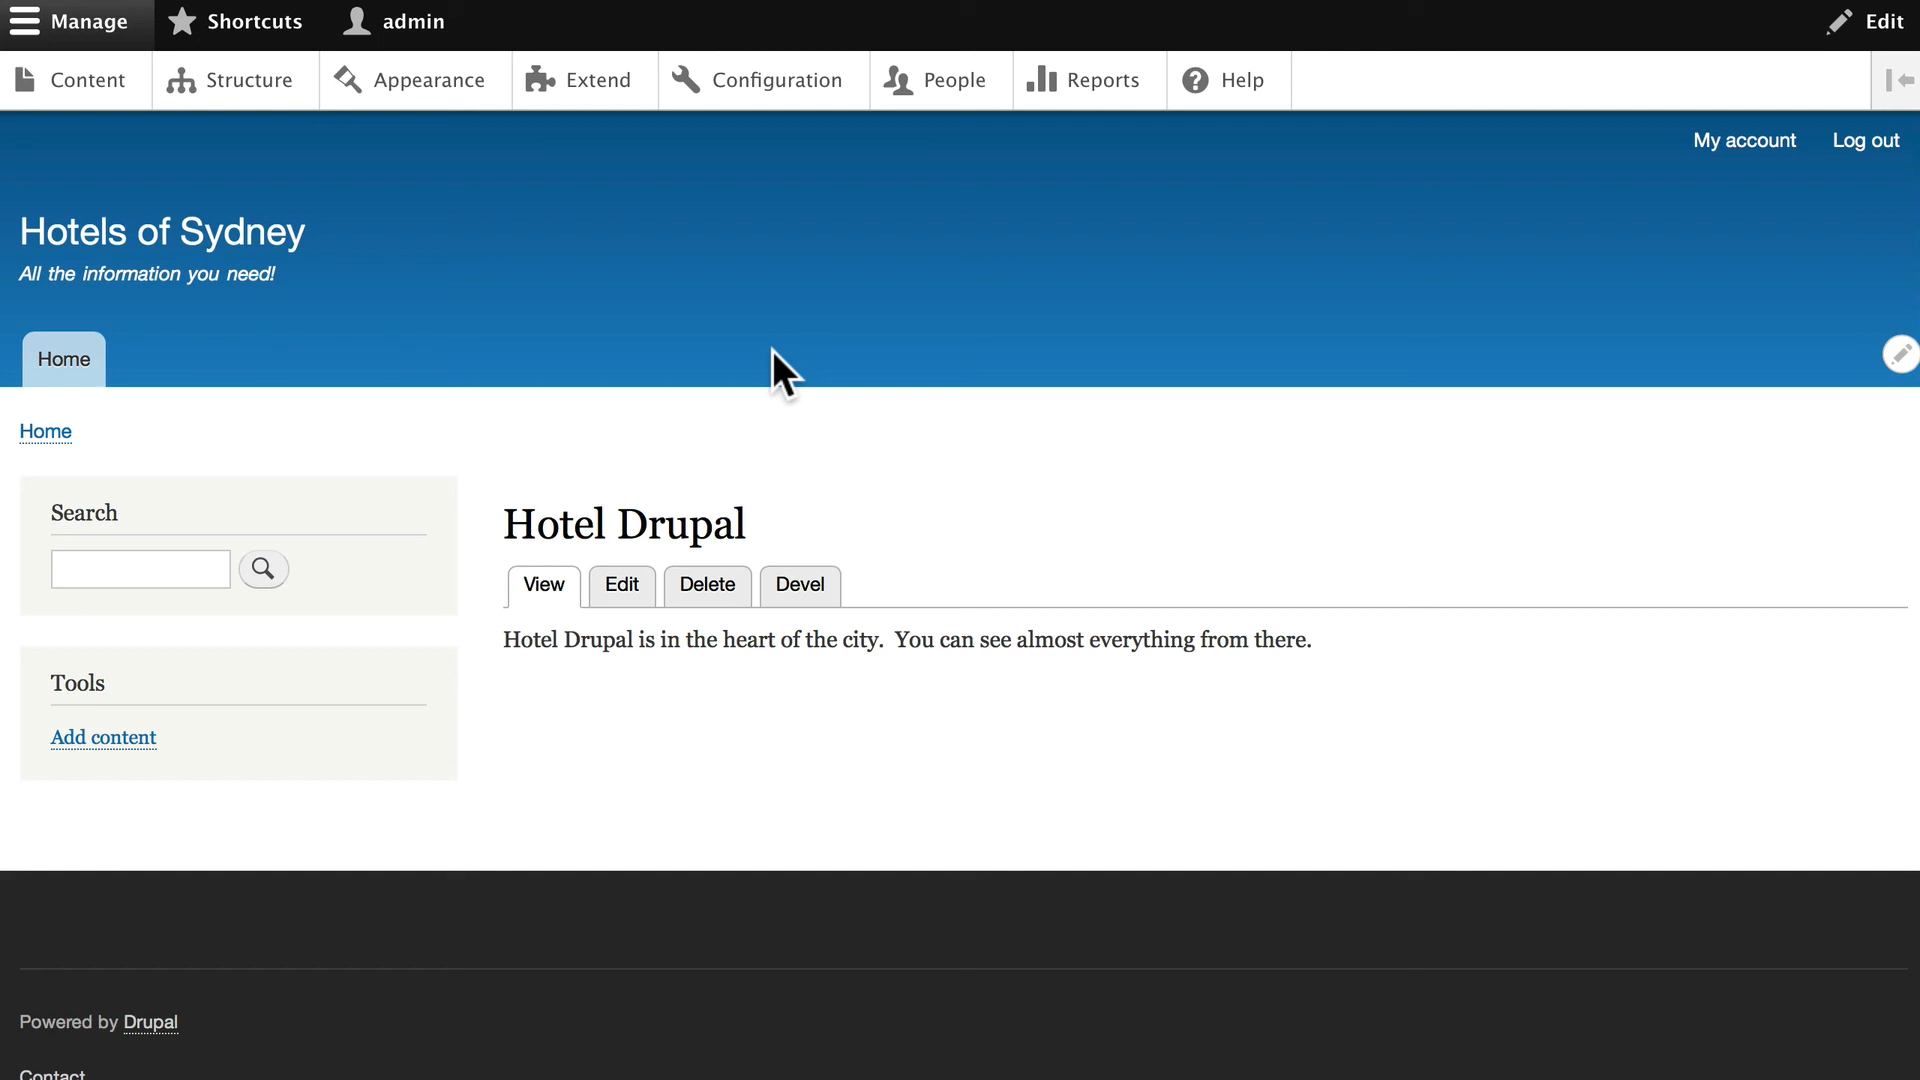 Manage Shortcuts admin Edit
Content Structure Appearance Extend Configuration People Reports Help
My account Log out
Hotels of Sydney
All the information you need!
Home
Home
Search
Hotel Drupal
View Edit Delete Devel
Hotel Drupal is in the heart of the city.  You can see almost everything from there.
Tools
Add content
Powered by Drupal
Contact